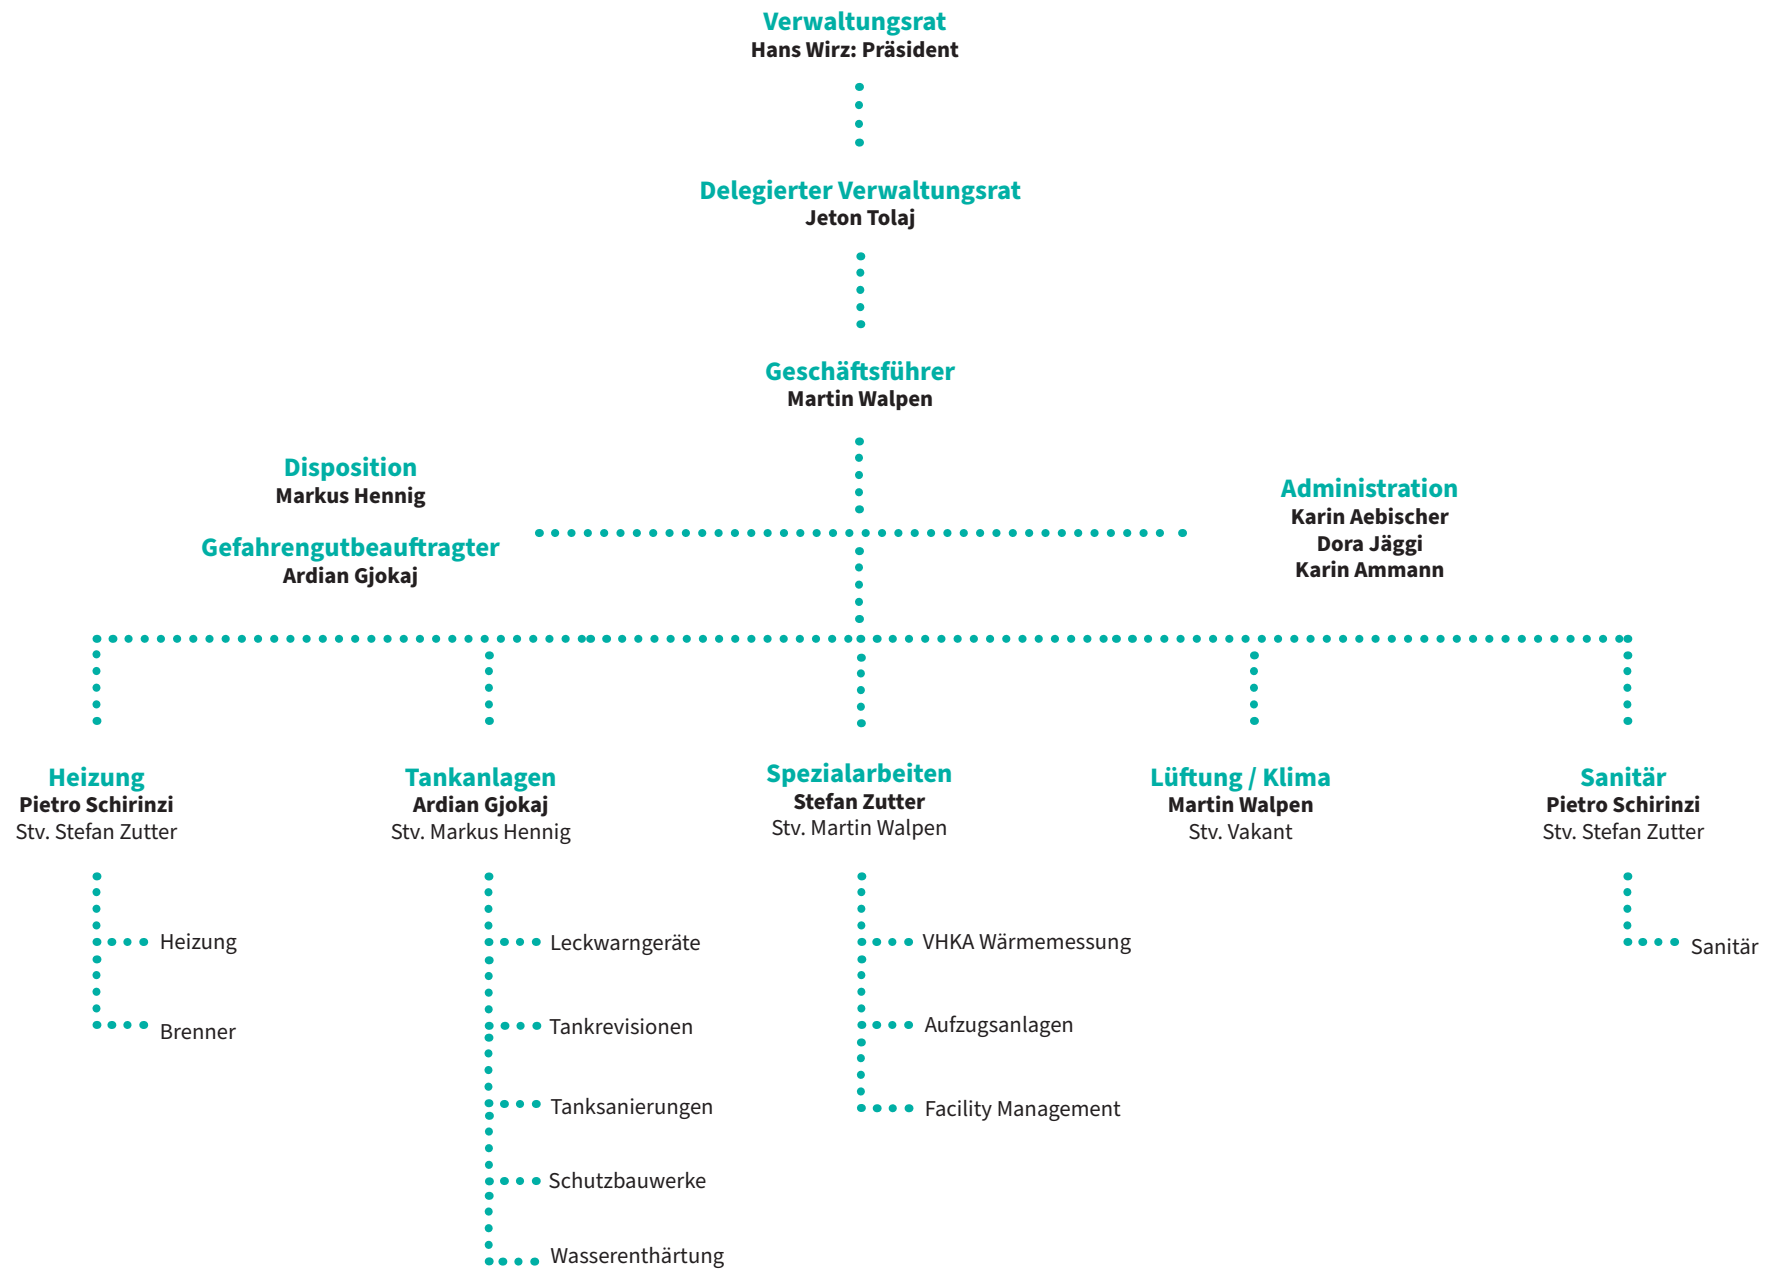 Verwaltungsrat
Hans Wirz: Präsident
Delegierter Verwaltungsrat
Jeton Tolaj
Geschäftsführer
Martin Walpen
Disposition
Markus Hennig
Gefahrengutbeauftragter
Ardian Gjokaj
Administration
Karin Aebischer
Dora Jäggi
Karin Ammann
Heizung
Pietro Schirinzi
Stv. Stefan Zutter
Heizung
Brenner
Tankanlagen
Ardian Gjokaj
Stv. Markus Hennig
Leckwarngeräte
Tankrevisionen
Tanksanierungen
Schutzbauwerke
Wasserenthärtung
Spezialarbeiten
Stefan Zutter
Stv. Martin Walpen
VHKA Wärmemessung
Aufzugsanlagen
Facility Management
Lüftung / Klima
Martin Walpen
Stv. Vakant
Sanitär
Pietro Schirinzi
Stv. Stefan Zutter
Sanitär